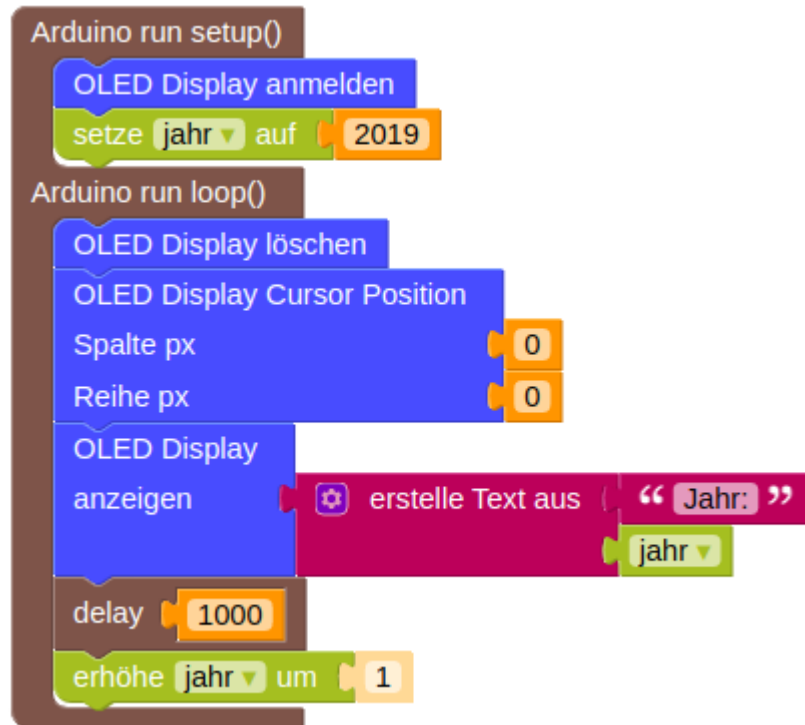 Arduino run setup()
OLED Display anmelden
setze jahr auf 2019
Arduino run loop()
OLED Display löschen
OLED Display Cursor Position
Spalte px 0
Reihe px 0
OLED Display
anzeigen erstelle Text aus “ Jahr: ”
jahr
delay 1000
erhöhe jahr um 1